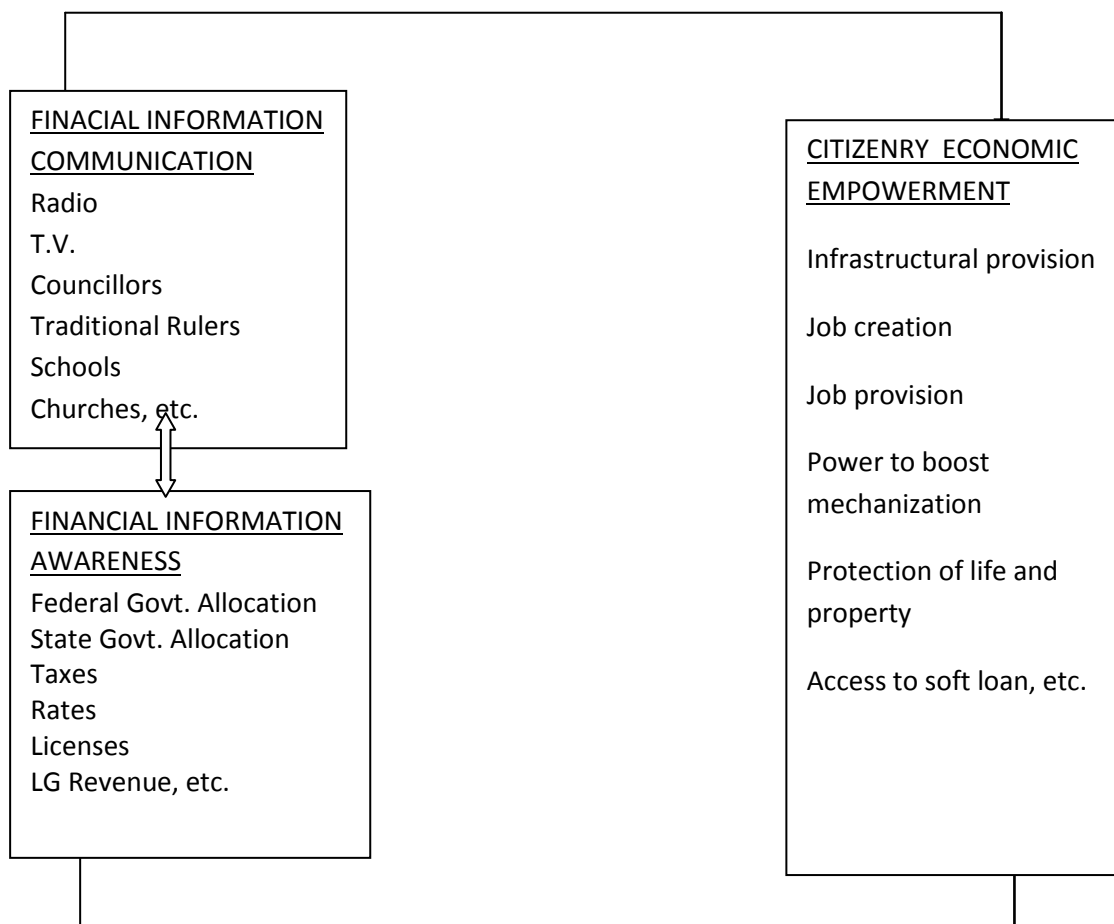 FINACIAL INFORMATION
COMMUNICATION
Radio
T.V.
Councillors
Traditional Rulers
Schools
Churches, etc.
FINANCIAL INFORMATION
AWARENESS
Federal Govt. Allocation
State Govt. Allocation
Taxes
Rates
Licenses
LG Revenue, etc.
CITIZENRY ECONOMIC
EMPOWERMENT
Infrastructural provision
Job creation
Job provision
Power to boost
mechanization
Protection of life and
property
Access to soft loan, etc.